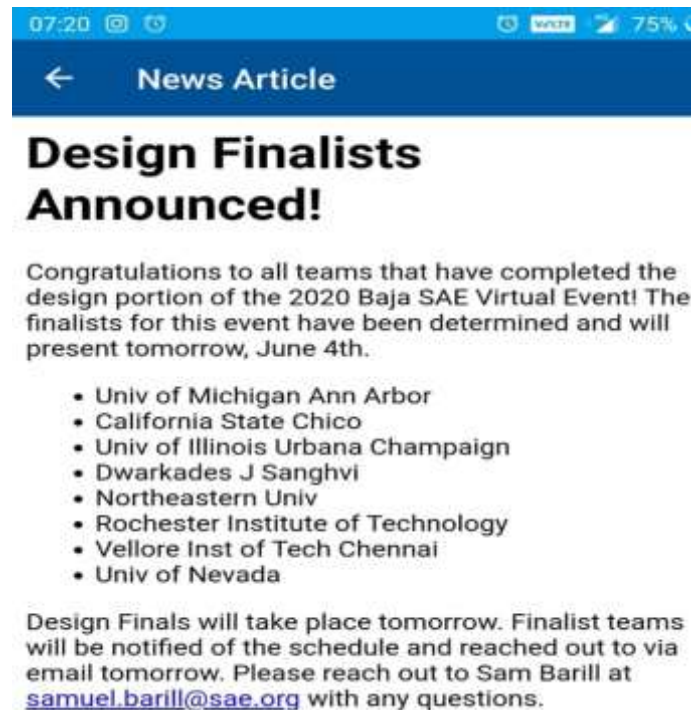 07:20
75%
News Article
Design Finalists
Announced!
Congratulations to all teams that have completed the
design portion of the 2020 Baja SAE Virtual Event! The
finalists for this event have been determined and will
present tomorrow, June 4th.
• Univ of Michigan Ann Arbor
• California State Chico
• Univ of Illinois Urbana Champaign
• Dwarkades J Sanghvi
• Northeastern Univ
• Rochester Institute of Technology
• Vellore Inst of Tech Chennai
• Univ of Nevada
Design Finals will take place tomorrow. Finalist teams
will be notified of the schedule and reached out to via
email tomorrow. Please reach out to Sam Barill at
samuel.barill@sae.org with any questions.